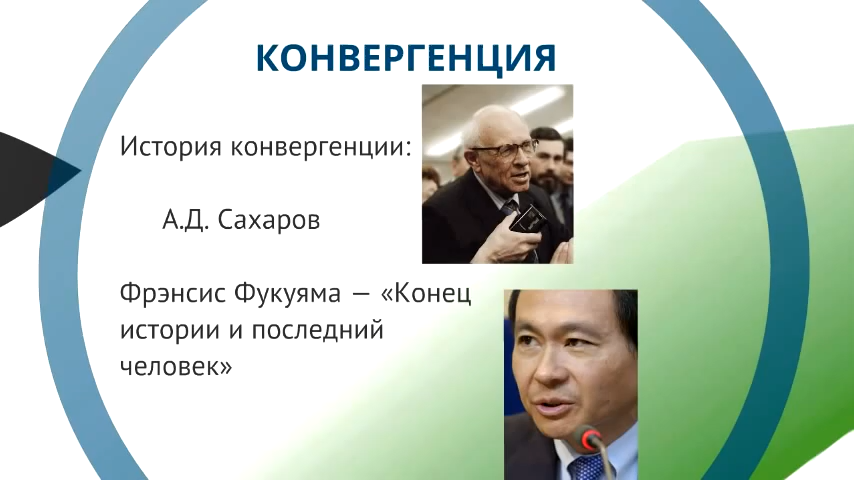 КОНВЕРГЕНЦИЯ
История конвергенции:
А.Д. Сахаров
Фрэнсис Фукуяма — «Конец
истории и последний
человек»